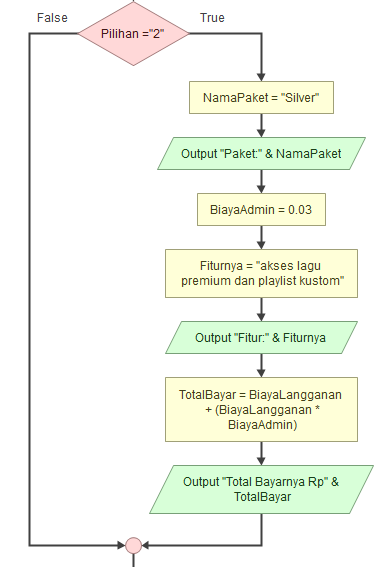 False
True
Pilihan ="2"
NamaPaket = "Silver"
Output "Paket:" & NamaPaket
BiayaAdmin = 0.03
Fiturnya = "akses lagu
premium dan playlist kustom"
Output "Fitur:" & Fiturnya
TotalBayar = BiayaLangganan
+ (BiayaLangganan *
BiayaAdmin)
Output "Total Bayarnya Rp" &
TotalBayar